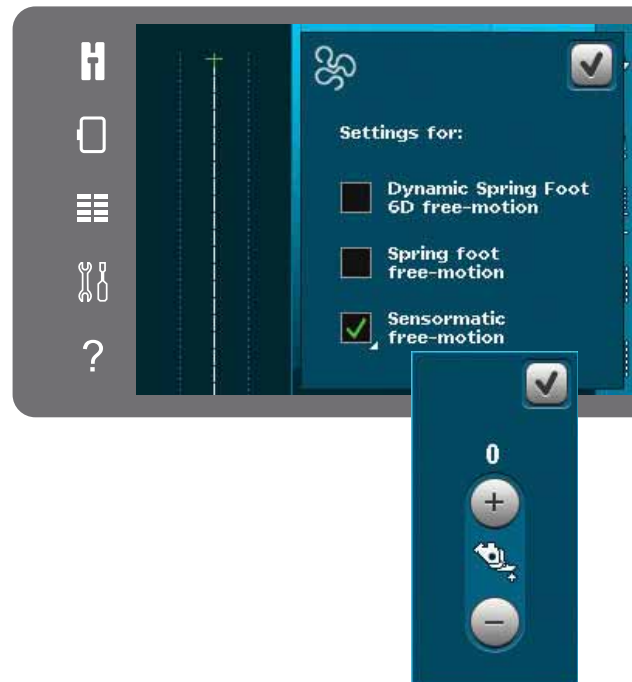 Settings for:
Dynamic Spring Foot
6D free-motion
Spring foot
free-motion
Sensormatic
free-motion
?
0
+
−